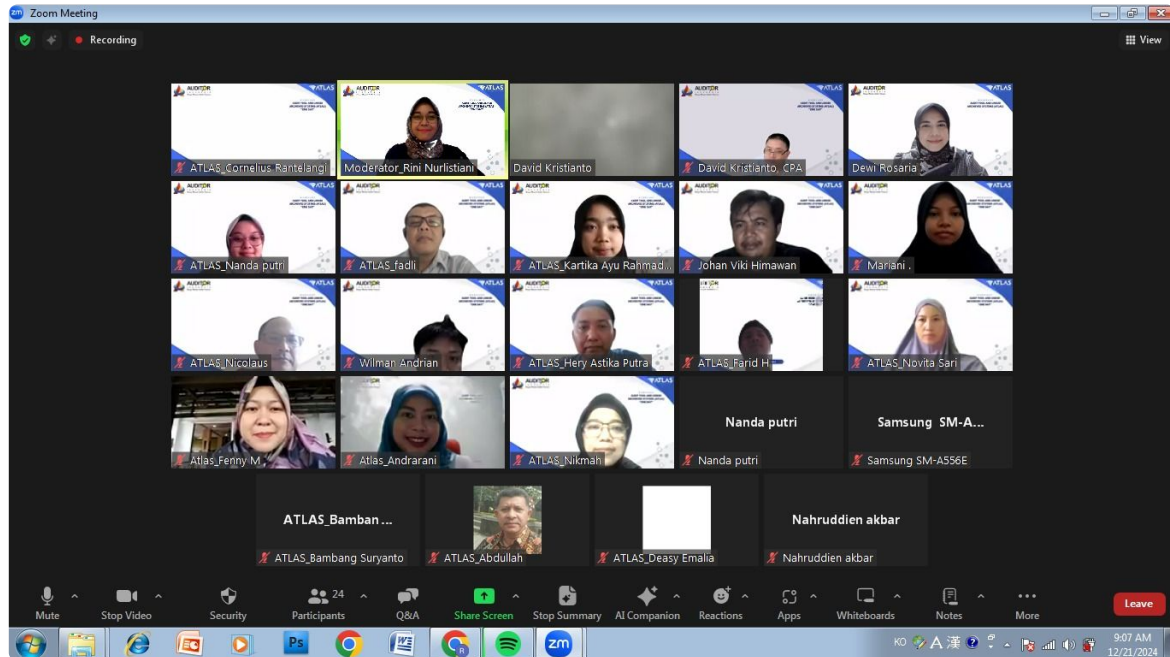 Zoom Meeting
Recording
View
ATLAS_Cornelius Rantelangi
Moderator_Rini Nurlistiani
David Kristianto
David Kristianto, CPA
Dewi Rosaria
ATLAS_Nanda putri
ATLAS_fadli
ATLAS_Kartika Ayu Rahmad...
Johan Viki Himawan
Mariani .
ATLAS_Nicolaus
Wilman Andrian
ATLAS_Hery Astika Putra
ATLAS_Farid H
ATLAS_Novita Sari
Atlas_Fenny M
Atlas_Andrarani
ATLAS_Nikmah
Nanda putri
Nanda putri
Samsung SM-A...
Samsung SM-A556E
ATLAS_Bamban ...
ATLAS_Bambang Suryanto
ATLAS_Abdullah
ATLAS_Deasy Emalia
Nahruddien akbar
Nahruddien akbar
Mute
Stop Video
Security
24
Participants
Q&A
Share Screen
Stop Summary
AI Companion
Reactions
Apps
Whiteboards
Notes
More
Leave
KO
A 漢
9:07 AM
12/21/2024